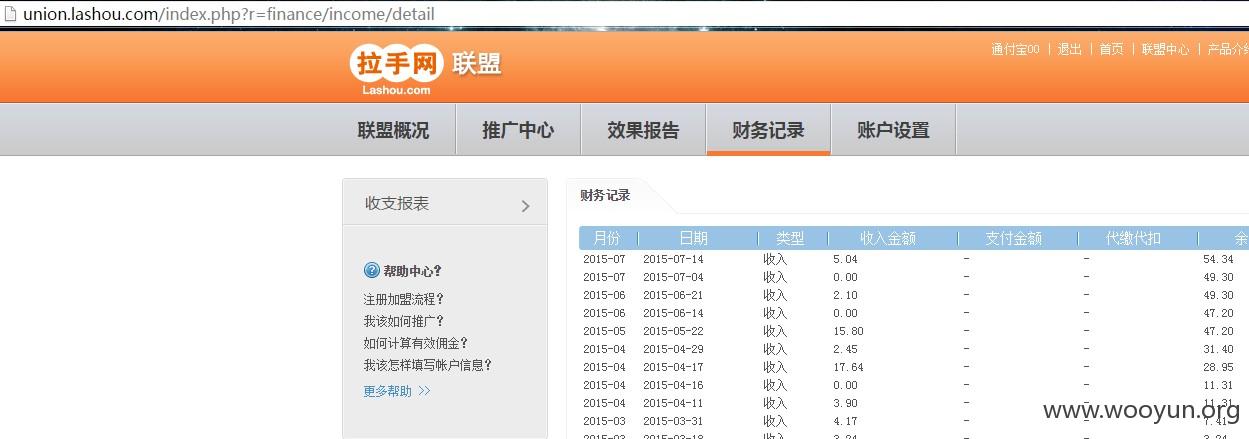 union.lashou.com/index.php?r=finance/income/detail
拉手网 联盟
Lashou.com
通付宝00 | 退出 | 首页 | 联盟中心 | 产品介绍
联盟概况 推广中心 效果报告 财务记录 账户设置
收支报表
帮助中心?
注册加盟流程?
我该如何推广?
如何计算有效佣金?
我该怎样填写帐户信息?
更多帮助 >>
财务记录
月份 日期 类型 收入金额 支付金额 代缴代扣 余
2015-07 2015-07-14 收入 5.04 - - 54.34
2015-07 2015-07-04 收入 0.00 - - 49.30
2015-06 2015-06-21 收入 2.10 - - 49.30
2015-06 2015-06-14 收入 0.00 - - 47.20
2015-05 2015-05-22 收入 15.80 - - 47.20
2015-04 2015-04-29 收入 2.45 - - 31.40
2015-04 2015-04-17 收入 17.64 - - 28.95
2015-04 2015-04-16 收入 0.00 - - 11.31
2015-04 2015-04-11 收入 3.90 - - 11.31
2015-03 2015-03-31 收入 4.17 - - 7.41
2015-03 2015-03-18 收入 3.24 - - 3.24
www.wooyun.org